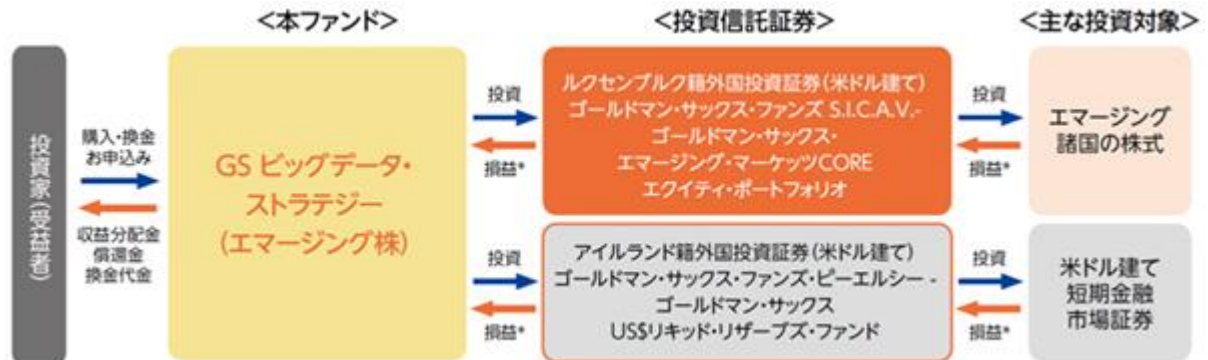 <本ファンド>
<投資信託証券>
<主な投資対象>
投資家(受益者)
購入・換金
お申込み
収益分配金
償還金
換金代金
GS ビッグデータ・
ストラテジー
(エマージング株)
投資
損益*
ルクセンブルク籍外国投資証券(米ドル建て)
ゴールドマン・サックス・ファンズ S.I.C.A.V.-
ゴールドマン・サックス・
エマージング・マーケッツCORE
エクイティ・ポートフォリオ
投資
損益*
エマージング
諸国の株式
投資
損益*
アイルランド籍外国投資証券(米ドル建て)
ゴールドマン・サックス・ファンズ・ピーエルシー -
ゴールドマン・サックス
US$リキッド・リザーブズ・ファンド
投資
損益*
米ドル建て
短期金融
市場証券